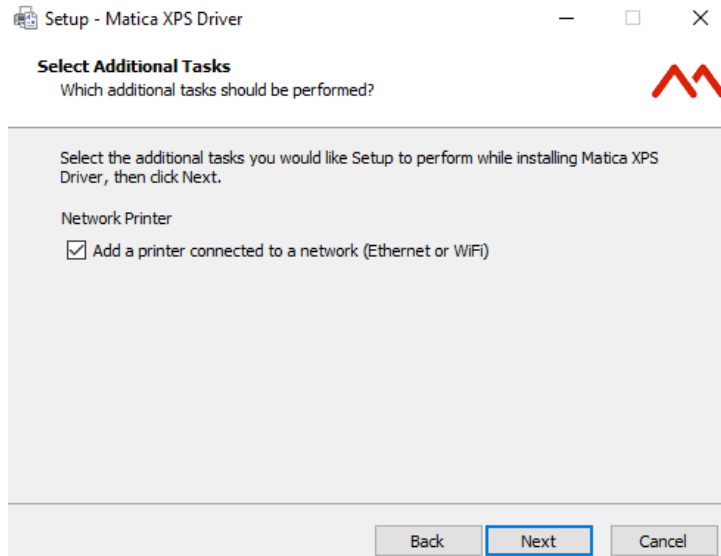 Setup - Matica XPS Driver
Select Additional Tasks
Which additional tasks should be performed?
Select the additional tasks you would like Setup to perform while installing Matica XPS
Driver, then click Next.
Network Printer
Add a printer connected to a network (Ethernet or WiFi)
Back
Next
Cancel